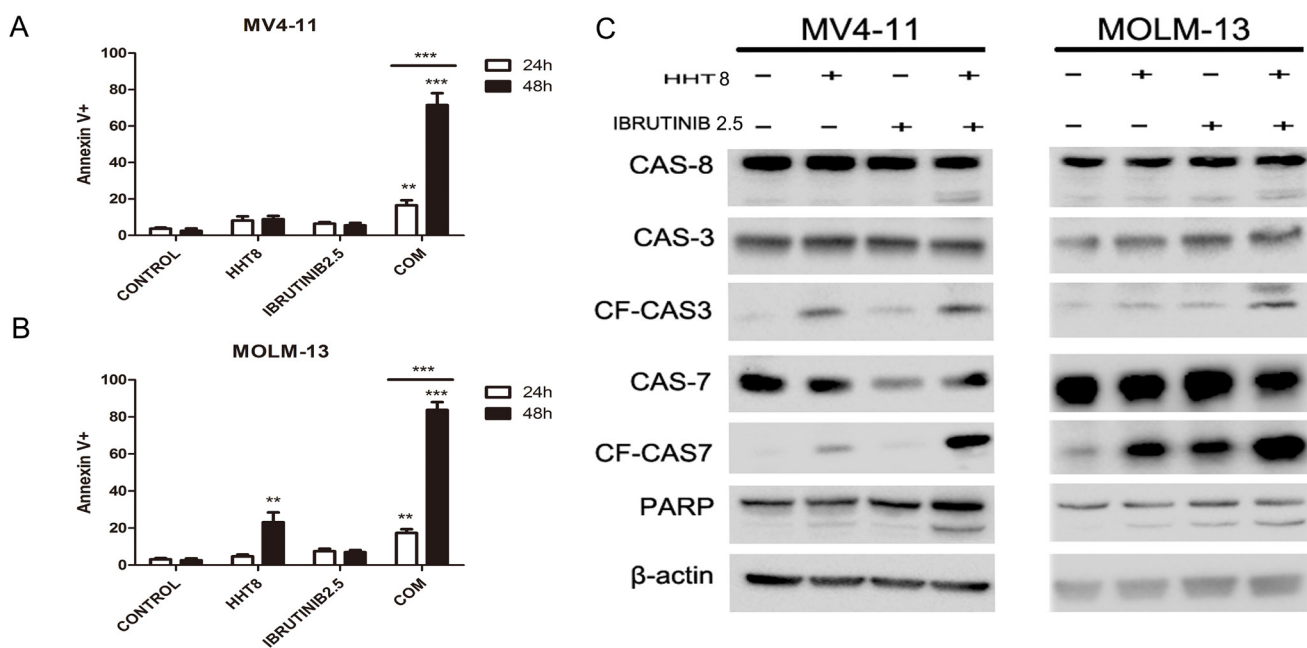 A
MV4-11
Annexin V+
100
80
60
40
20
0
***
***
**
24h
48h
CONTROL
HHT8
IBRUTINIB2.5
COM
B
MOLM-13
Annexin V+
100
80
60
40
20
0
***
***
**
**
24h
48h
CONTROL
HHT8
IBRUTINIB2.5
COM
C
MV4-11 MOLM-13
HHT 8 − + − + − + − +
IBRUTINIB 2.5 − − + + − − + +
CAS-8
CAS-3
CF-CAS3
CAS-7
CF-CAS7
PARP
β-actin